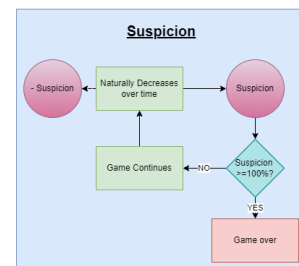 Suspicion
- Suspicion
Naturally Decreases
over time
Suspicion
Game Continues
NO
Suspicion
>=100%?
YES
Game over